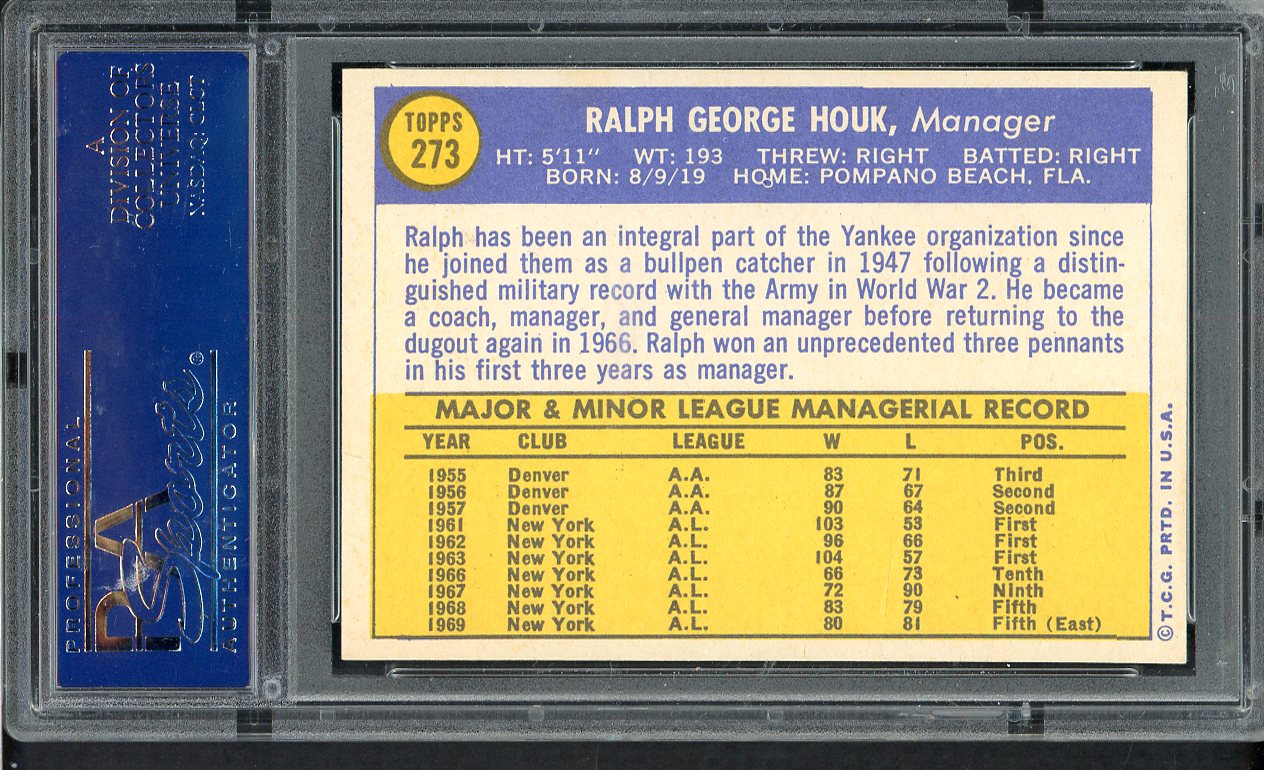 A
DIVISION OF
COLLECTORS
UNIVERSE
NASDAQ: CLCT
PROFESSIONAL
PSA
Sports®
AUTHENTICATOR
TOPPS
273
RALPH GEORGE HOUK, Manager
HT: 5'11" WT: 193 THREW: RIGHT BATTED: RIGHT
BORN: 8/9/19 HOME: POMPANO BEACH, FLA.
Ralph has been an integral part of the Yankee organization since
he joined them as a bullpen catcher in 1947 following a distin-
guished military record with the Army in World War 2. He became
a coach, manager, and general manager before returning to the
dugout again in 1966. Ralph won an unprecedented three pennants
in his first three years as manager.
MAJOR & MINOR LEAGUE MANAGERIAL RECORD
YEAR CLUB LEAGUE W L POS.
1955 Denver A.A. 83 71 Third
1956 Denver A.A. 87 67 Second
1957 Denver A.A. 90 64 Second
1961 New York A.L. 103 53 First
1962 New York A.L. 96 66 First
1963 New York A.L. 104 57 First
1966 New York A.L. 66 73 Tenth
1967 New York A.L. 72 90 Ninth
1968 New York A.L. 83 79 Fifth
1969 New York A.L. 80 81 Fifth (East)
© T.C.G. PRTD. IN U.S.A.